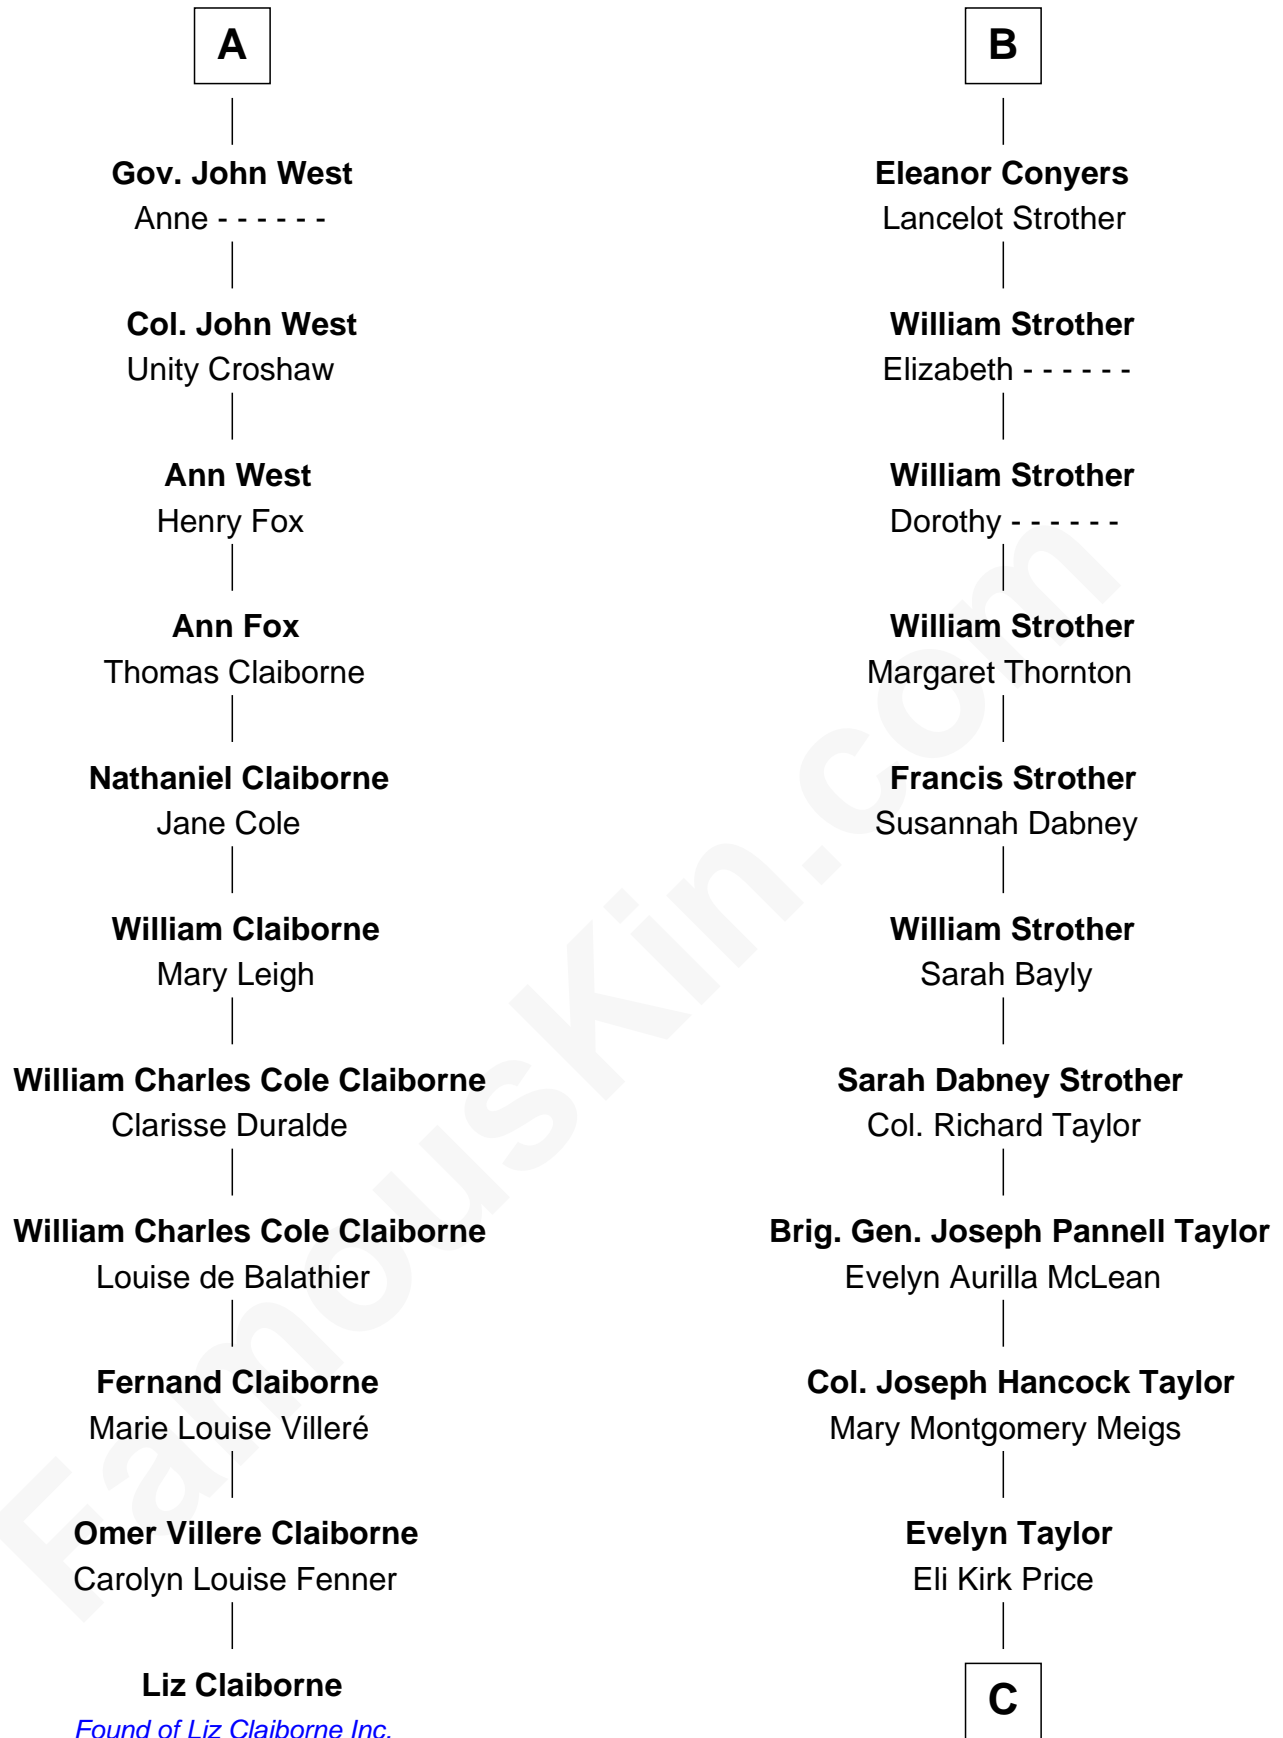 A
Gov. John West
Anne - - - - - -
Col. John West
Unity Croshaw
Ann West
Henry Fox
Ann Fox
Thomas Claiborne
Nathaniel Claiborne
Jane Cole
William Claiborne
Mary Leigh
William Charles Cole Claiborne
Clarisse Duralde
William Charles Cole Claiborne
Louise de Balathier
Fernand Claiborne
Marie Louise Villeré
Omer Villere Claiborne
Carolyn Louise Fenner
Liz Claiborne
Found of Liz Claiborne Inc.
B
Eleanor Conyers
Lancelot Strother
William Strother
Elizabeth - - - - - -
William Strother
Dorothy - - - - - -
William Strother
Margaret Thornton
Francis Strother
Susannah Dabney
William Strother
Sarah Bayly
Sarah Dabney Strother
Col. Richard Taylor
Brig. Gen. Joseph Pannell Taylor
Evelyn Aurilla McLean
Col. Joseph Hancock Taylor
Mary Montgomery Meigs
Evelyn Taylor
Eli Kirk Price
C
FamousKin.com